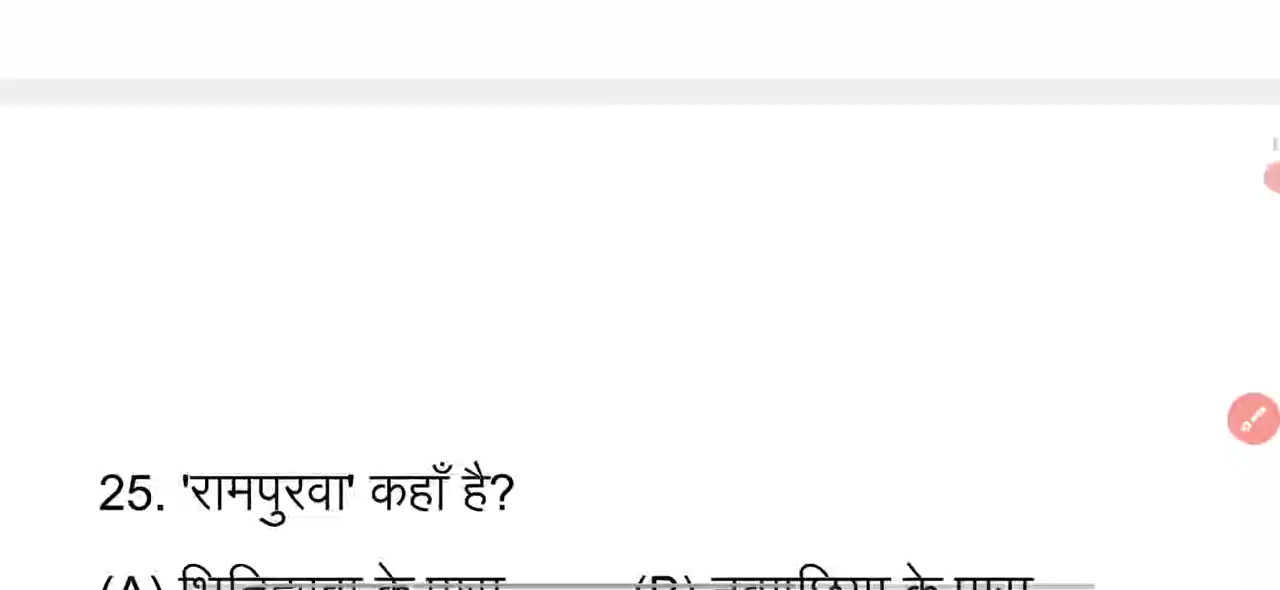 25. 'रामपुरवा' कहाँ है?
(A) के पास (B) के पास